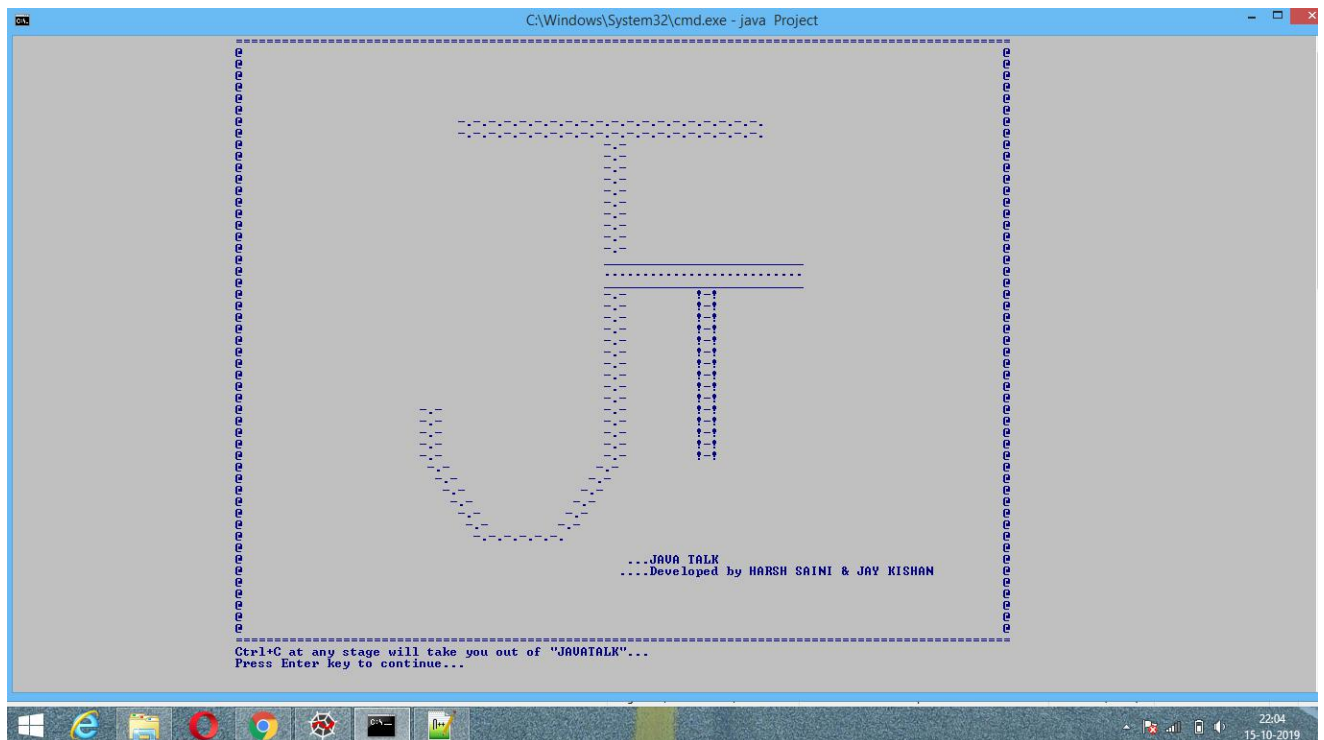 C:\Windows\System32\cmd.exe - java Project
...JAVA TALK
....Developed by HARSH SAINI & JAY KISHAN
Ctrl+C at any stage will take you out of "JAVATALK"...
Press Enter key to continue...
22:04
15-10-2019